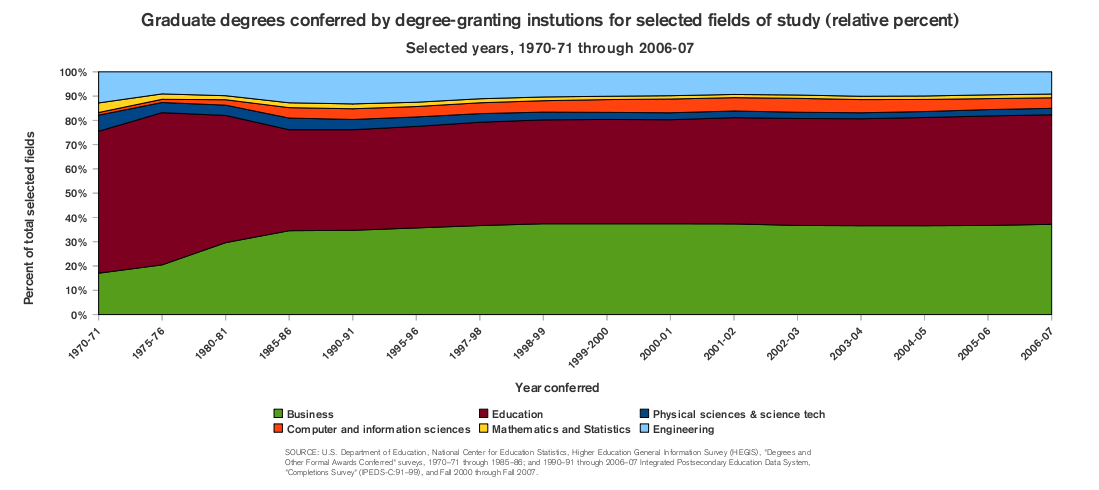 Graduate degrees conferred by degree-granting instutions for selected fields of study (relative percent)
Selected years, 1970-71 through 2006-07
Percent of total selected fields
100%
90%
80%
70%
60%
50%
40%
30%
20%
10%
0%
1970-71 1975-76 1980-81 1985-86 1990-91 1995-96 1997-98 1998-99 1999-2000 2000-01 2001-02 2002-03 2003-04 2004-05 2005-06 2006-07
Year conferred
Business Education Physical sciences & science tech
Computer and information sciences Mathematics and Statistics Engineering
SOURCE: U.S. Department of Education, National Center for Education Statistics, Higher Education General Information Survey (HEGIS), "Degrees and
Other Formal Awards Conferred" surveys, 1970–71 through 1985–86; and 1990–91 through 2006–07 Integrated Postsecondary Education Data System,
"Completions Survey" (IPEDS-C:91–99), and Fall 2000 through Fall 2007.